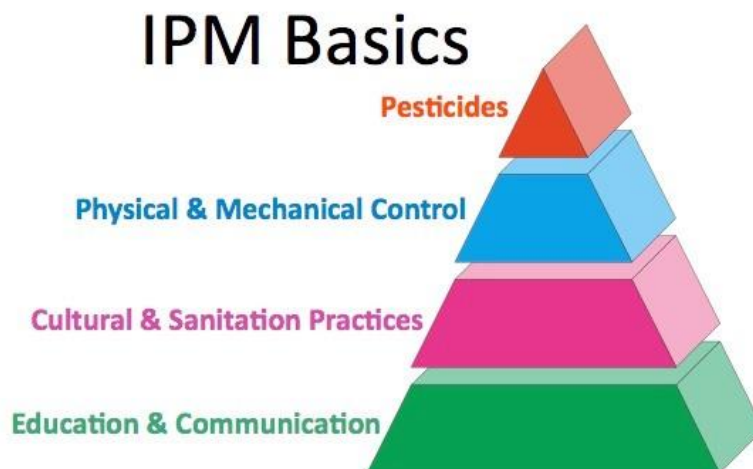 IPM Basics
Pesticides
Physical & Mechanical Control
Cultural & Sanitation Practices
Education & Communication